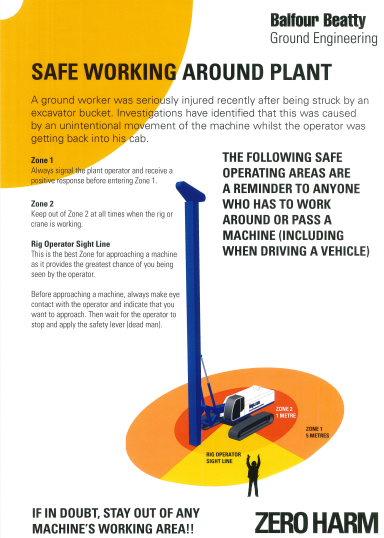 Balfour Beatty
Ground Engineering
SAFE WORKING AROUND PLANT
A ground worker was seriously injured recently after being struck by an
excavator bucket. Investigations have identified that this was caused
by an unintentional movement of the machine whilst the operator was
getting back into his cab.
Zone 1
Always signal the plant operator and receive a
positive response before entering Zone 1.
Zone 2
Keep out of Zone 2 at all times when the rig or
crane is working.
Rig Operator Sight Line
This is the best Zone for approaching a machine
as it provides the greatest chance of you being
seen by the operator.
Before approaching a machine, always make eye
contact with the operator and indicate that you
want to approach. Then wait for the operator to
stop and apply the safety lever (dead man).
THE FOLLOWING SAFE
OPERATING AREAS ARE
A REMINDER TO ANYONE
WHO HAS TO WORK
AROUND OR PASS A
MACHINE (INCLUDING
WHEN DRIVING A VEHICLE)
ZONE 2
1 METRE
ZONE 1
5 METRES
RIG OPERATOR
SIGHT LINE
IF IN DOUBT, STAY OUT OF ANY
MACHINE'S WORKING AREA!!
ZERO HARM